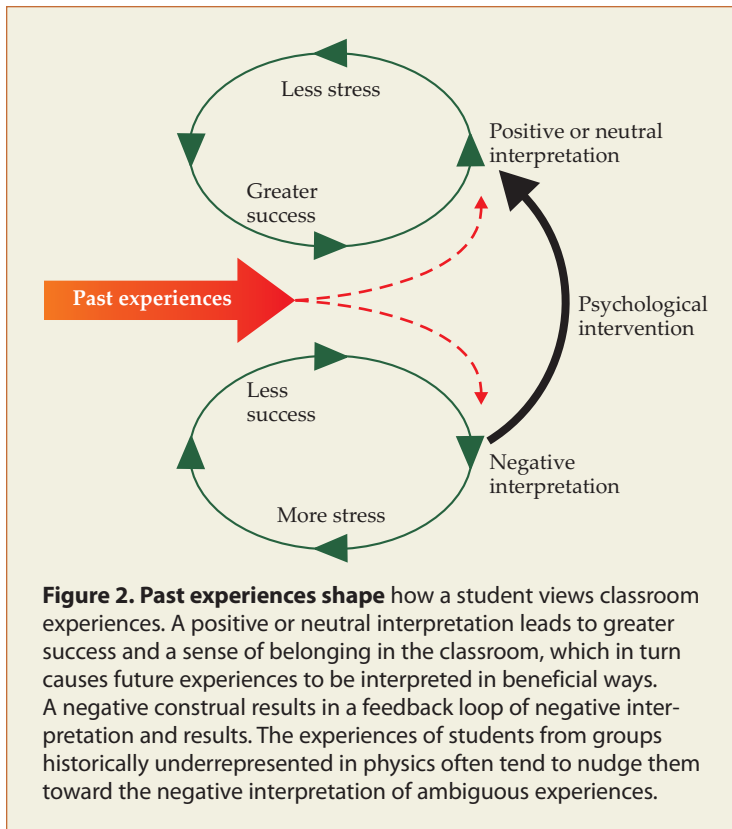 Less stress
Positive or neutral
interpretation
Greater
success
Past experiences
Psychological
intervention
Less
success
Negative
interpretation
More stress
Figure 2. Past experiences shape how a student views classroom
experiences. A positive or neutral interpretation leads to greater
success and a sense of belonging in the classroom, which in turn
causes future experiences to be interpreted in beneficial ways.
A negative construal results in a feedback loop of negative inter-
pretation and results. The experiences of students from groups
historically underrepresented in physics often tend to nudge them
toward the negative interpretation of ambiguous experiences.